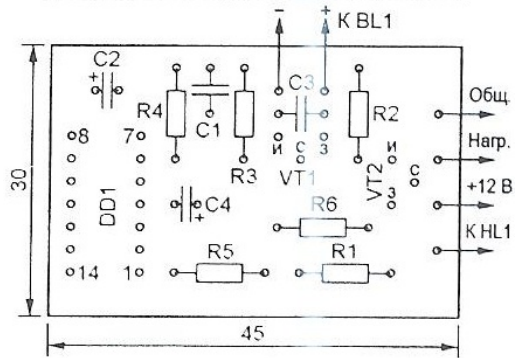 − + К BL1
C2
+
R4
C1
R3
C3
R2
Общ.
Нагр.
+12 В
К HL1
8 7
DD1
14 1
и с з
VT1
и
з с
VT2
C4
+
R6
R5
R1
30
45